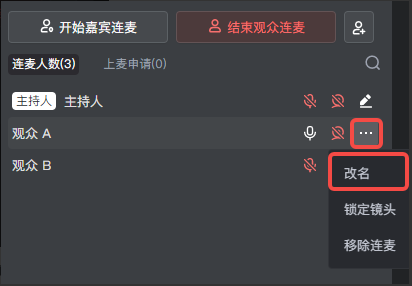 开始嘉宾连麦 结束观众连麦
连麦人数(3) 上麦申请(0)
主持人 主持人
观众 A
观众 B
改名
锁定镜头
移除连麦